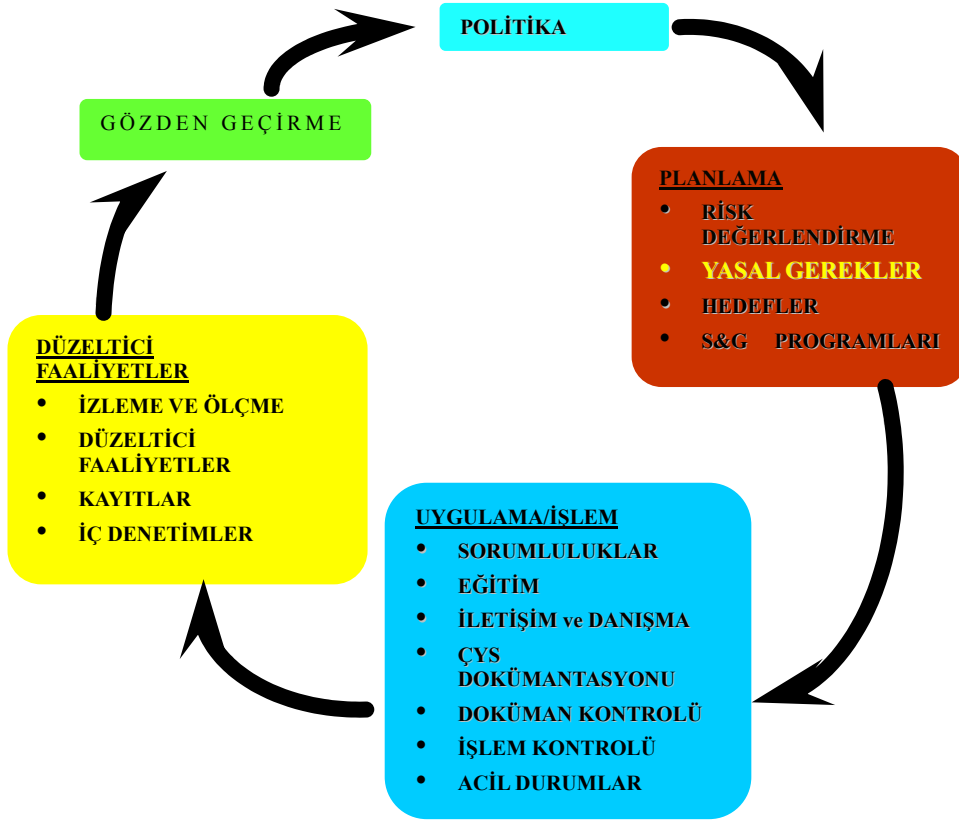 POLİTİKA
GÖZDEN GEÇİRME
PLANLAMA
• RİSK
DEĞERLENDİRME
• YASAL GEREKLER
• HEDEFLER
• S&G PROGRAMLARI
DÜZELTİCİ
FAALİYETLER
• İZLEME VE ÖLÇME
• DÜZELTİCİ
FAALİYETLER
• KAYITLAR
• İÇ DENETİMLER
UYGULAMA/İŞLEM
• SORUMLULUKLAR
• EĞİTİM
• İLETİŞİM ve DANIŞMA
• ÇYS
DOKÜMANTASYONU
• DOKÜMAN KONTROLÜ
• İŞLEM KONTROLÜ
• ACİL DURUMLAR